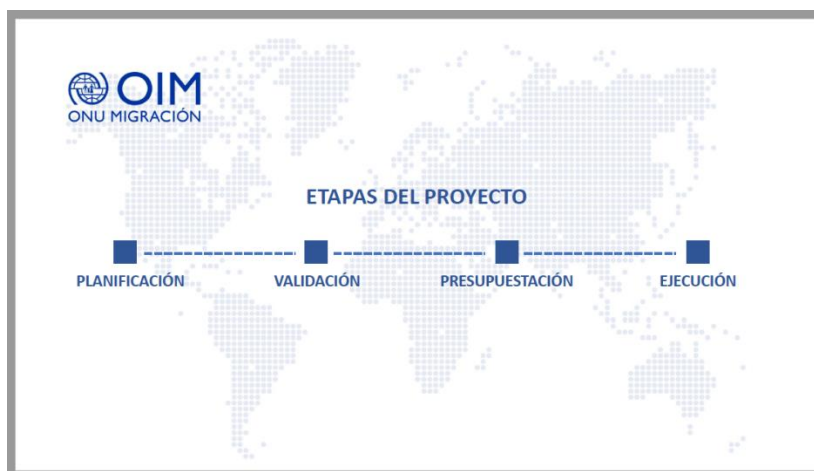 OIM
ONU MIGRACIÓN
ETAPAS DEL PROYECTO
PLANIFICACIÓN
VALIDACIÓN
PRESUPUESTACIÓN
EJECUCIÓN